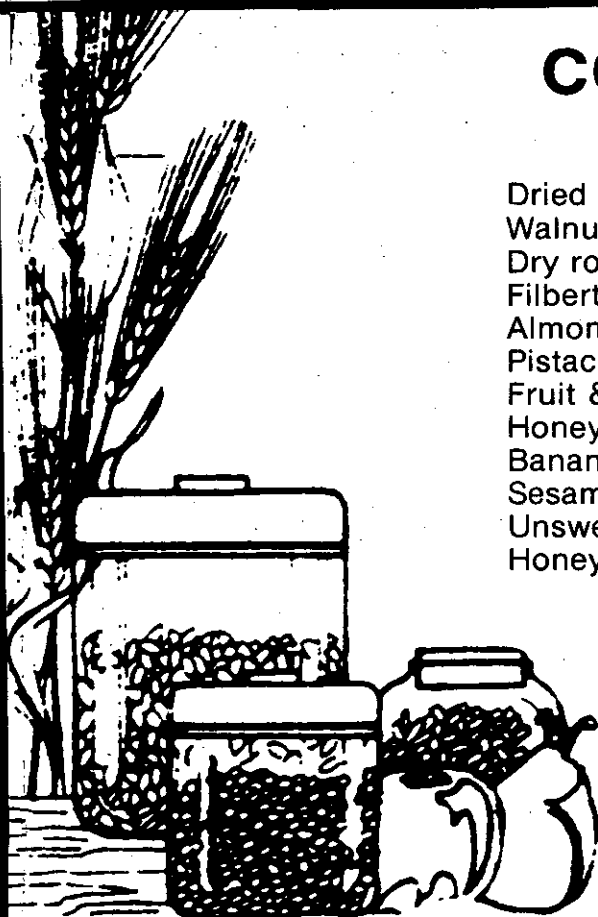 CO
Dried
Walnu
Dry ro
Filbert
Almon
Pistac
Fruit &
Honey
Banan
Sesam
Unswe
Honey